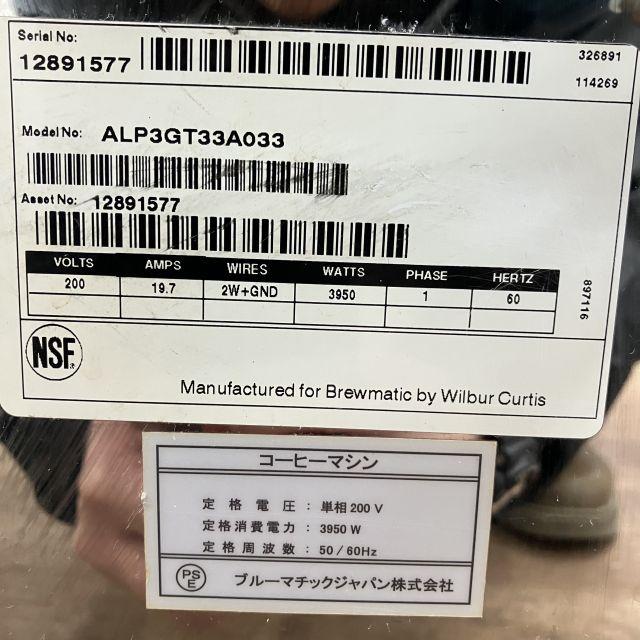 Serial No:
12891577
326891
114269
Model No: ALP3GT33A033
Asset No: 12891577
VOLTS AMPS WIRES WATTS PHASE HERTZ
200 19.7 2W+GND 3950 1 60
897116
NSF®
Manufactured for Brewmatic by Wilbur Curtis
コーヒーマシン
定格電圧：単相200 V
定格消費電力：3950 W
定格周波数：50/60Hz
PSE ブルーマチックジャパン株式会社